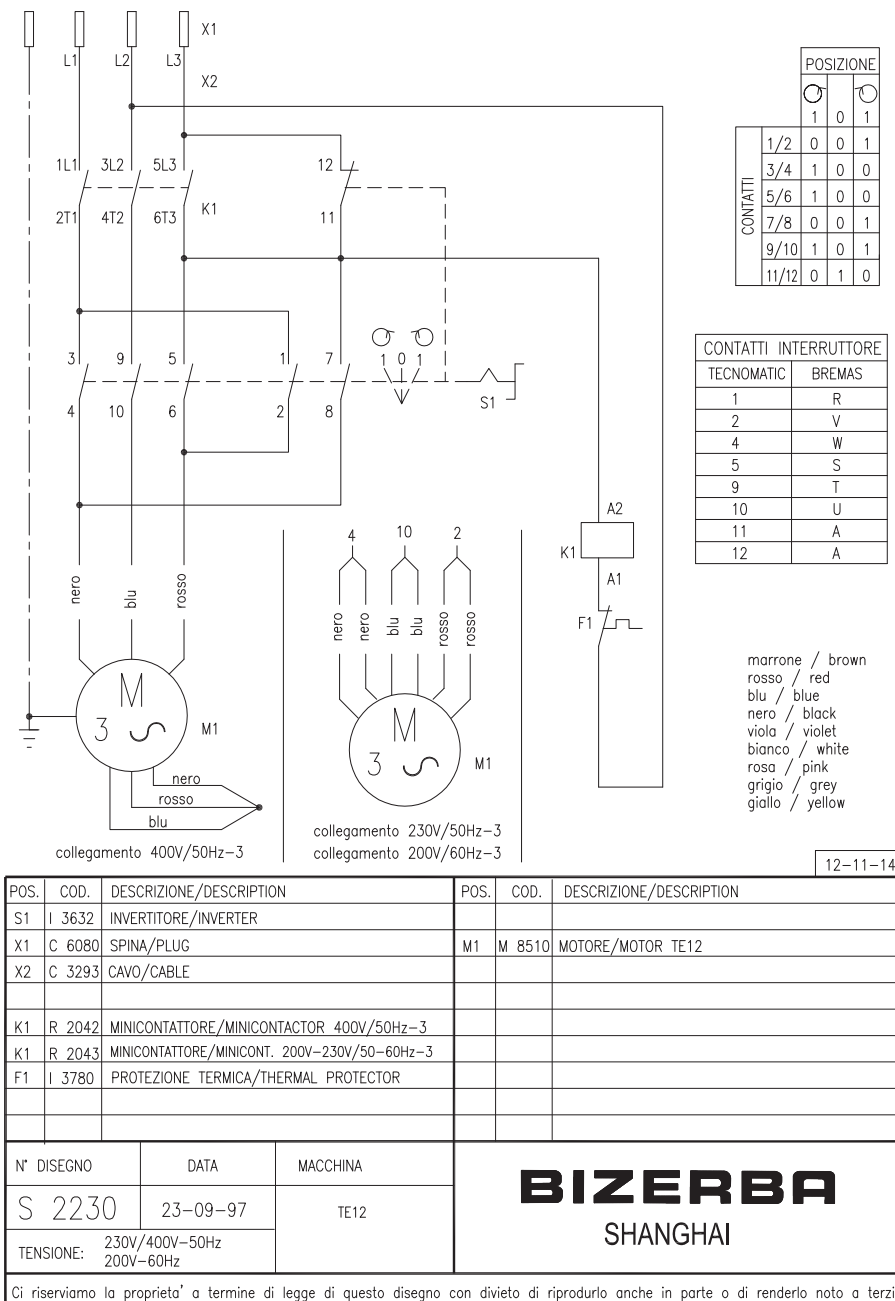 X1
L1 L2 L3
X2
POSIZIONE
1 0 1
CONTATTI
1/2 0 0 1
3/4 1 0 0
5/6 1 0 0
7/8 0 0 1
9/10 1 0 1
11/12 0 1 0
1L1 3L2 5L3 12
2T1 4T2 6T3 K1 11
3 9 5 1 7 1 0 1
4 10 6 2 8 S1
CONTATTI INTERRUTTORE
TECNOMATIC BREMAS
1 R
2 V
4 W
5 S
9 T
10 U
11 A
12 A
A2
K1
A1
F1
4 10 2
nero blu rosso
nero nero blu blu rosso rosso
M 3 M1
M 3 M1
nero
rosso
blu
collegamento 400V/50Hz-3
collegamento 230V/50Hz-3
collegamento 200V/60Hz-3
marrone / brown
rosso / red
blu / blue
nero / black
viola / violet
bianco / white
rosa / pink
grigio / grey
giallo / yellow
12-11-14
POS. COD. DESCRIZIONE/DESCRIPTION POS. COD. DESCRIZIONE/DESCRIPTION
S1 I 3632 INVERTITORE/INVERTER
X1 C 6080 SPINA/PLUG M1 M 8510 MOTORE/MOTOR TE12
X2 C 3293 CAVO/CABLE
K1 R 2042 MINICONTATTORE/MINICONTACTOR 400V/50Hz-3
K1 R 2043 MINICONTATTORE/MINICONT. 200V-230V/50-60Hz-3
F1 I 3780 PROTEZIONE TERMICA/THERMAL PROTECTOR
N° DISEGNO DATA MACCHINA
S 2230 23-09-97 TE12
TENSIONE: 230V/400V-50Hz
200V-60Hz
BIZERBA
SHANGHAI
Ci riserviamo la proprieta' a termine di legge di questo disegno con divieto di riprodurlo anche in parte o di renderlo noto a terzi